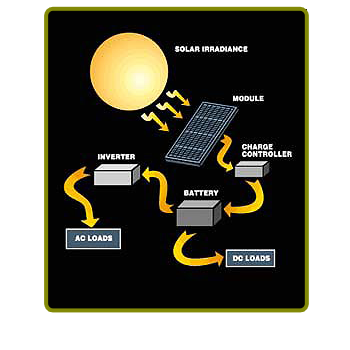 SOLAR IRRADIANCE
MODULE
CHARGE
CONTROLLER
INVERTER
BATTERY
AC LOADS
DC LOADS